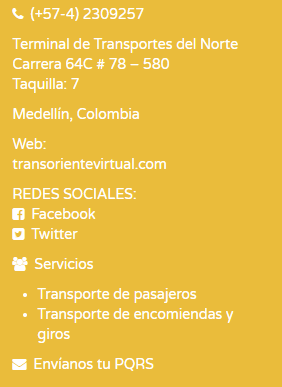 (+57-4) 2309257
Terminal de Transportes del Norte
Carrera 64C # 78 – 580
Taquilla: 7
Medellín, Colombia
Web:
transorientevirtual.com
REDES SOCIALES:
Facebook
Twitter
Servicios
• Transporte de pasajeros
• Transporte de encomiendas y
giros
Envíanos tu PQRS